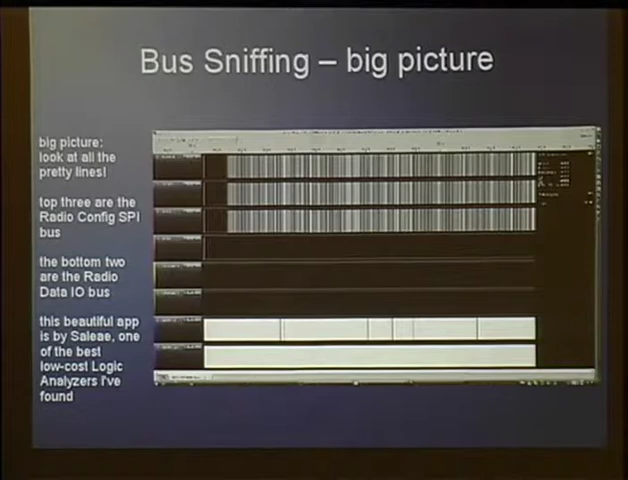 Bus Sniffing – big picture
big picture:
look at all the
pretty lines!
top three are the
Radio Config SPI
bus
the bottom two
are the Radio
Data IO bus
this beautiful app
is by Saleae, one
of the best
low-cost Logic
Analyzers I've
found